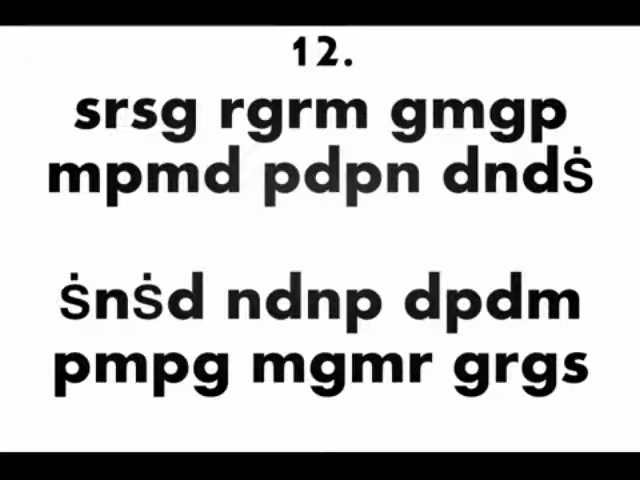 12.
srsg rgrm gmgp
mpmd pdpn dndṡ
ṡnṡd ndnp dpdm
pmpg mgmr grgs